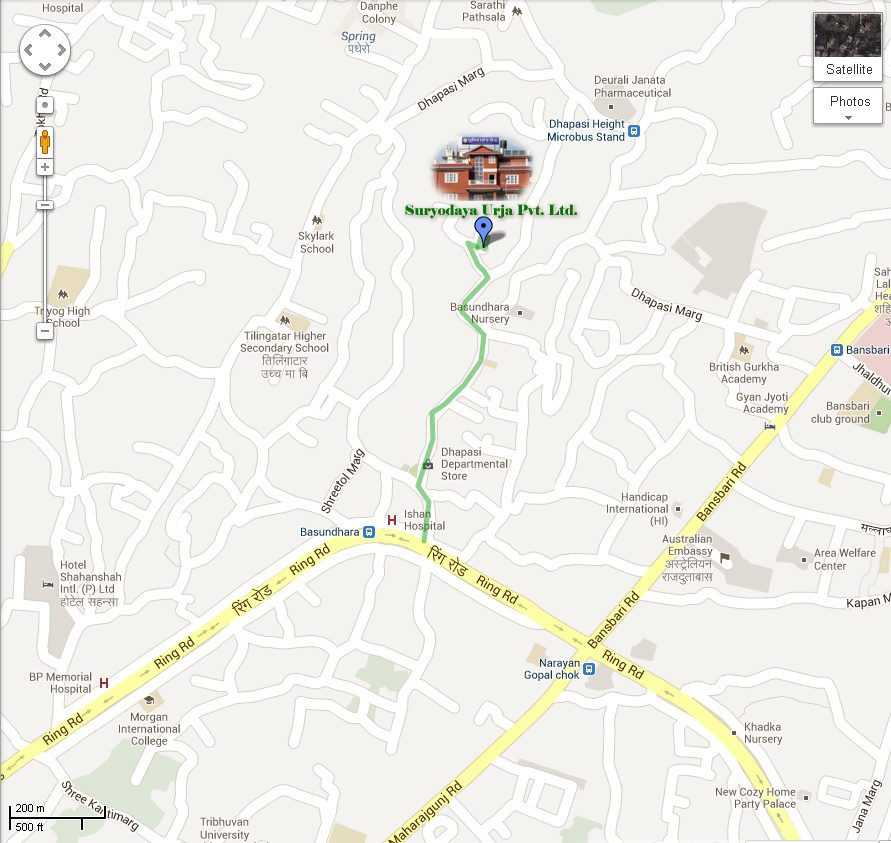 Hospital
Danphe
Colony
Sarathi
Pathsala
Spring
पधेरो
Dhapasi Marg
Deurali Janata
Pharmaceutical
Satellite
Photos
Dhapasi Height
Microbus Stand
Suryodaya Urja Pvt. Ltd.
Skylark
School
Tilingatar Higher
Secondary School
तिलिंगाटार
उच्च मा बि
School
Basundhara
Nursery
Dhapasi Marg
British Gurkha
Academy
Gyan Jyoti
Academy
Bansbari
Bansbari
club ground
Dhapasi
Departmental
Store
Shreetol Marg
Bansbari Rd
Ishan
Hospital
H
Basundhara
Handicap
International
(HI)
Australian
Embassy
अस्ट्रेलियन
राजदुताबास
Area Welfare
Center
Hotel
Shahanshah
Intl. (P) Ltd
होटेल सहन्सा
Ring Rd
रिंग रोड
Ring Rd
रिंग रोड
Ring Rd
Bansbari Rd
Kapan M
Narayan
Gopal chok
Ring Rd
BP Memorial
Hospital
H
Ring Rd
Morgan
International
College
Khadka
Nursery
Shree Kantimarg
New Cozy Home
Party Palace
Jana Marg
Maharajgunj Rd
Tribhuvan
University
200 m
500 ft